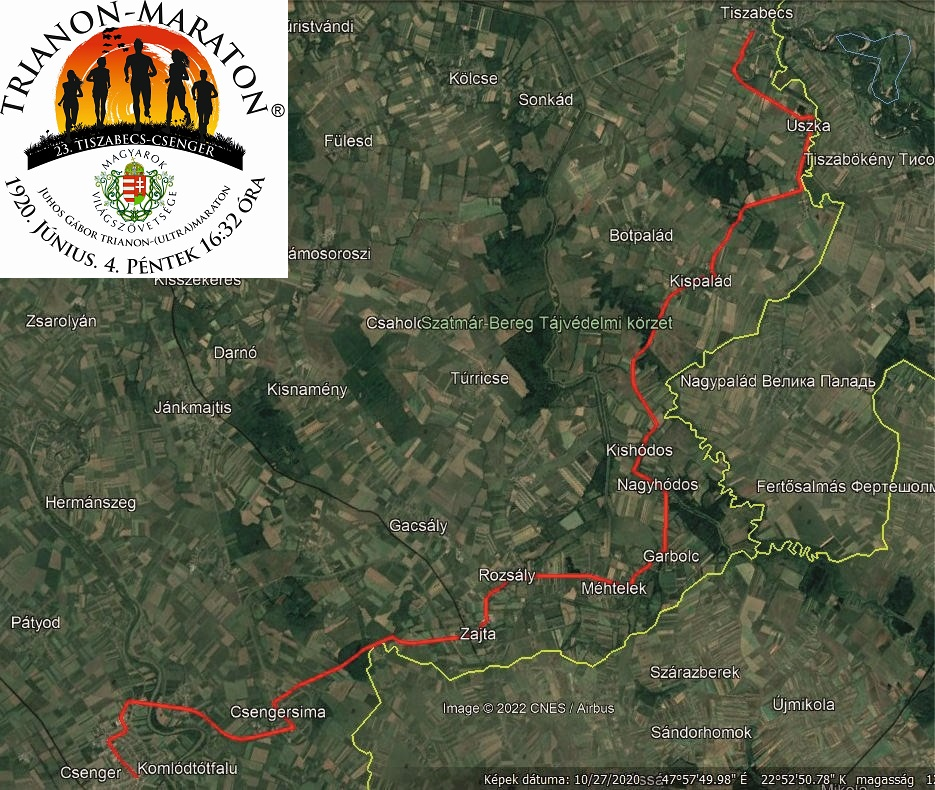 TRIANON-MARATON ®
23. TISZABECS-CSENGER
MAGYAROK
VILÁGSZÖVETSÉGE
JUHOS GÁBOR TRIANON-(ULTRA)MARATON
1920. JÚNIUS. 4. PÉNTEK 16:32 ÓRA
Tiszabecs
úristvándi
Kölcse
Sonkád
Uszka
Fülesd
Tiszabökény Тисо
Botpalád
ámosoroszi
Kisszekeres
Kispalád
Zsarolyán
Csaholc
Szatmár-Bereg Tájvédelmi körzet
Darnó
Túrricse
Nagypalád Велика Паладь
Kisnamény
Jánkmajtis
Kishódos
Nagyhódos
Fertősalmás Фертешолм
Hermánszeg
Gacsály
Garbolc
Rozsály
Méhtelek
Pátyod
Zajta
Szárazberek
Csengersima
Image © 2022 CNES / Airbus
Újmikola
Sándorhomok
Csenger
Komlódtótfalu
Képek dátuma: 10/27/2020 47°57'49.98" É 22°52'50.78" K magasság